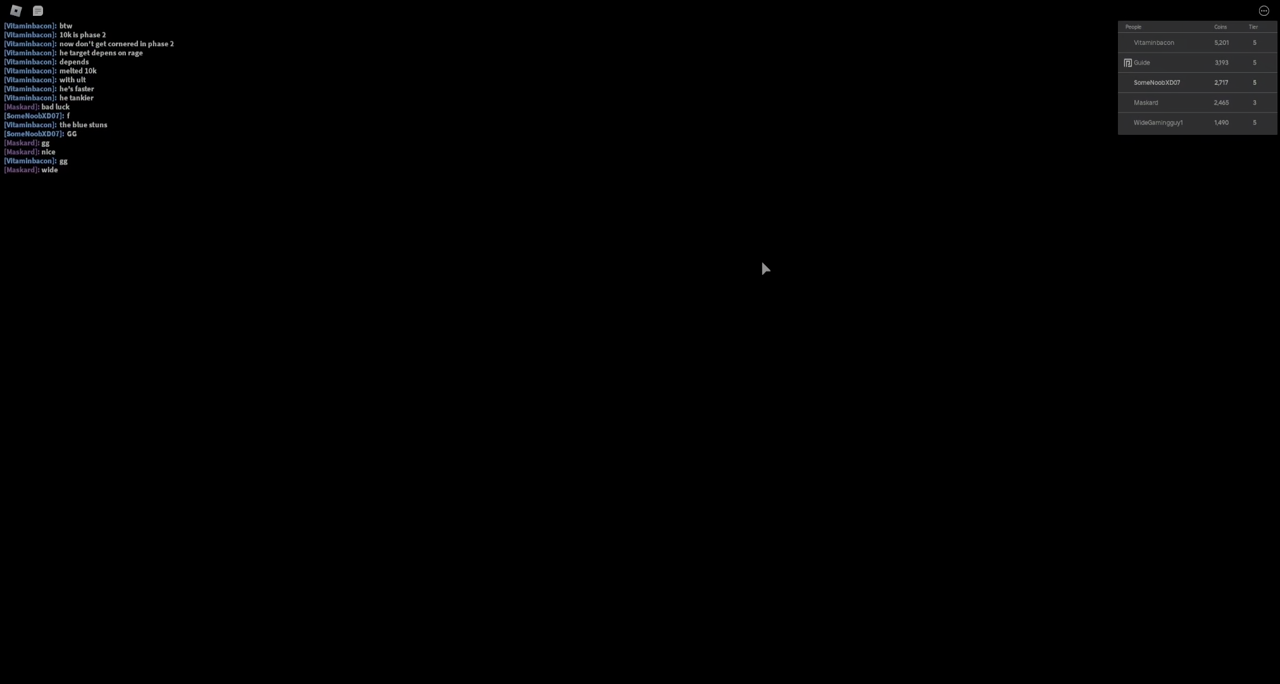 [Vitaminbacon]: btw
[Vitaminbacon]: 10k is phase 2
[Vitaminbacon]: now don't get cornered in phase 2
[Vitaminbacon]: he target depens on rage
[Vitaminbacon]: depends
[Vitaminbacon]: melted 10k
[Vitaminbacon]: with ult
[Vitaminbacon]: he's faster
[Vitaminbacon]: he tankier
[Maskard]: bad luck
[SomeNoobXD07]: f
[Vitaminbacon]: the blue stuns
[SomeNoobXD07]: GG
[Maskard]: gg
[Maskard]: nice
[Vitaminbacon]: gg
[Maskard]: wide
People Coins Tier
Vitaminbacon 5,201 5
Guide 3,193 5
SomeNoobXD07 2,717 5
Maskard 2,465 3
WideGamingguy1 1,490 5